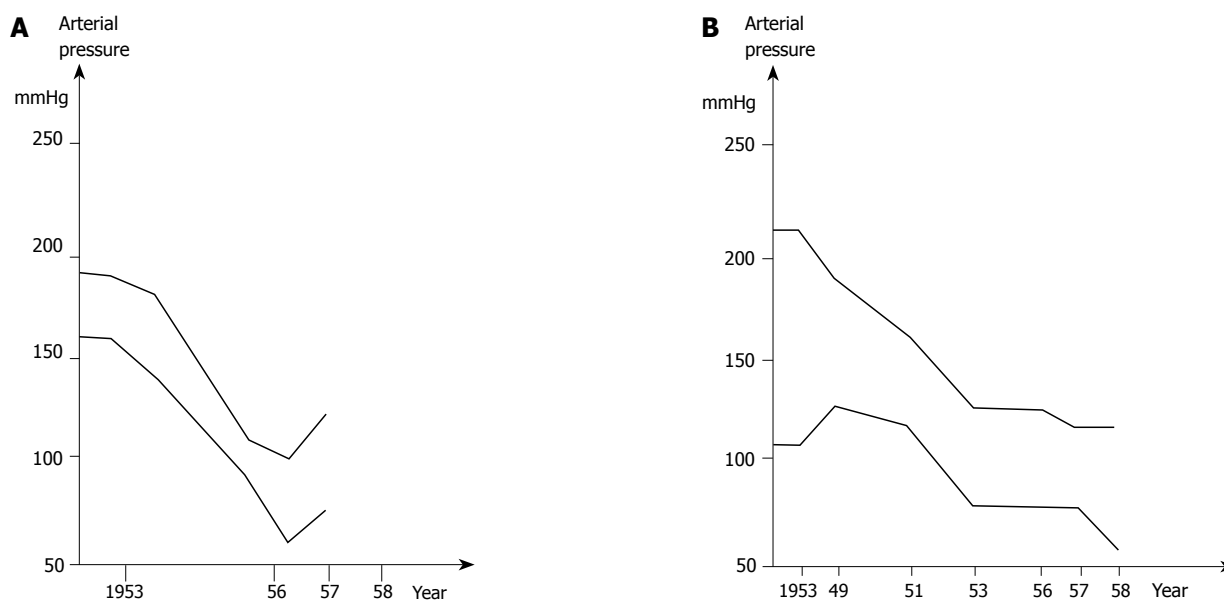 A Arterial
pressure
mmHg
250
200
150
100
50
1953 56 57 58 Year
B Arterial
pressure
mmHg
250
200
150
100
50
1953 49 51 53 56 57 58 Year